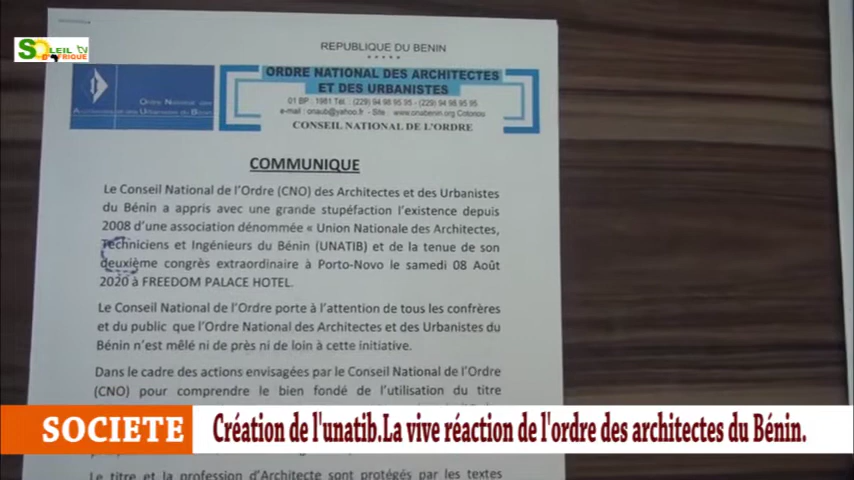 SOLEIL TV
D'AFRIQUE
REPUBLIQUE DU BENIN
*****
ORDRE NATIONAL DES ARCHITECTES
ET DES URBANISTES
01 BP : 1981 Tél. : (229) 94 98 95 95 - (229) 94 98 95 95
e-mail : onaub@yahoo.fr - Site : www.onabenin.org Cotonou
CONSEIL NATIONAL DE L'ORDRE
Ordre National des
Architectes et des Urbanistes du Bénin
COMMUNIQUE
Le Conseil National de l'Ordre (CNO) des Architectes et des Urbanistes
du Bénin a appris avec une grande stupéfaction l'existence depuis
2008 d'une association dénommée « Union Nationale des Architectes,
Techniciens et Ingénieurs du Bénin (UNATIB) et de la tenue de son
deuxième congrès extraordinaire à Porto-Novo le samedi 08 Août
2020 à FREEDOM PALACE HOTEL.
Le Conseil National de l'Ordre porte à l'attention de tous les confrères
et du public que l'Ordre National des Architectes et des Urbanistes du
Bénin n'est mêlé ni de près ni de loin à cette initiative.
Dans le cadre des actions envisagées par le Conseil National de l'Ordre
(CNO) pour comprendre le bien fondé de l'utilisation du titre
SOCIETE
Création de l'unatib.La vive réaction de l'ordre des architectes du Bénin.
Le titre et la profession d'Architecte sont protégés par les textes